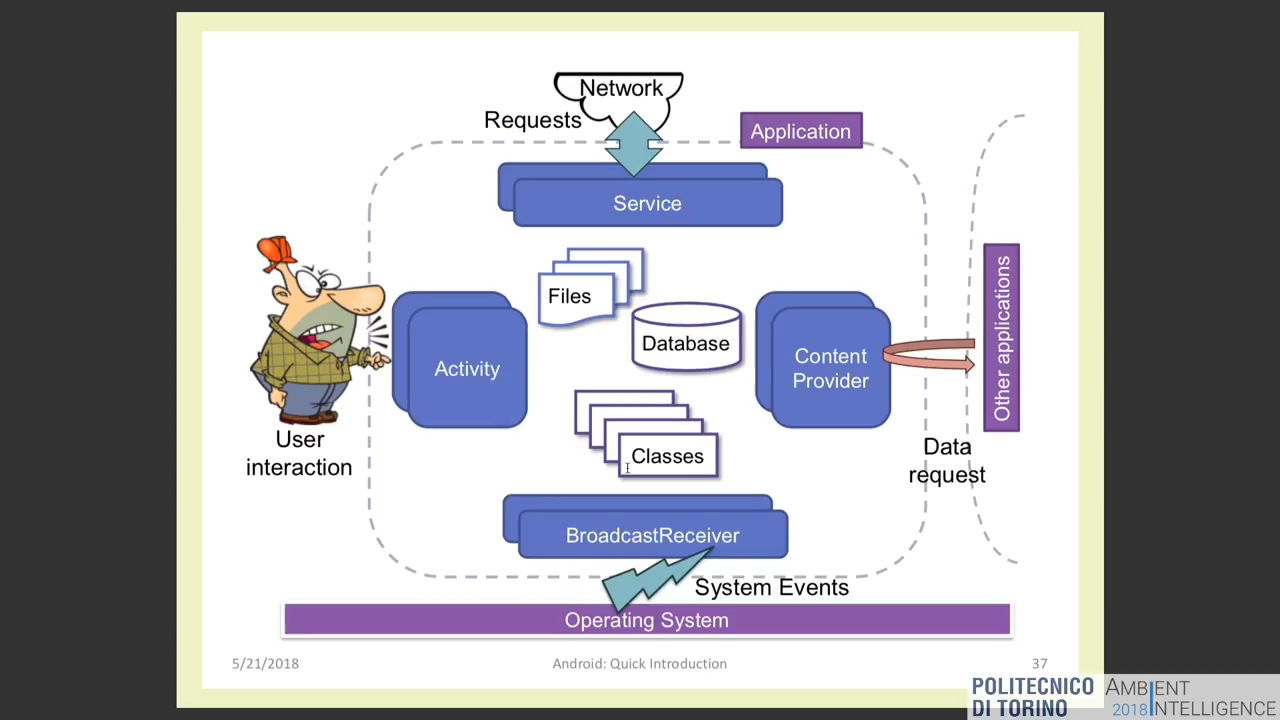 Network
Requests
Application
Service
Files
Database
Activity
Content
Provider
Other applications
Classes
User
interaction
Data
request
BroadcastReceiver
System Events
Operating System
5/21/2018
Android: Quick Introduction
37
POLITECNICO
DI TORINO
AMBIENT
2018 INTELLIGENCE